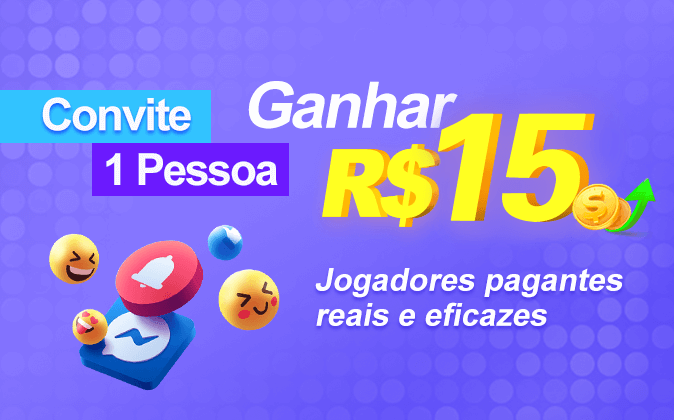 Convite
1 Pessoa
Ganhar
R$15
Jogadores pagantes
reais e eficazes